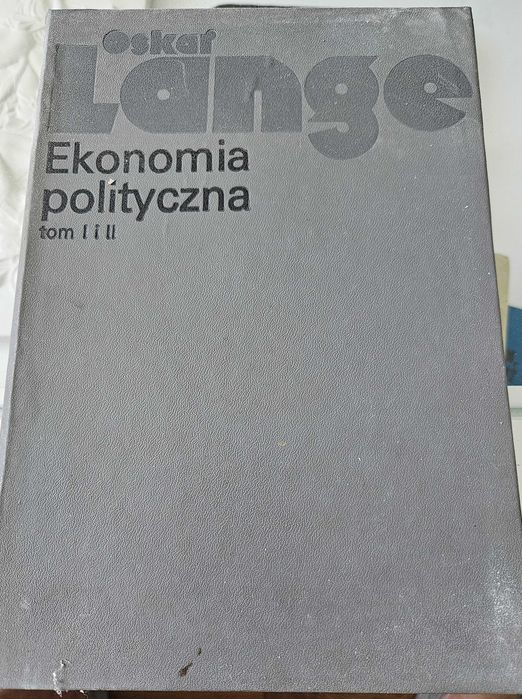 Oskar
Lange
Ekonomia
polityczna
tom I i II